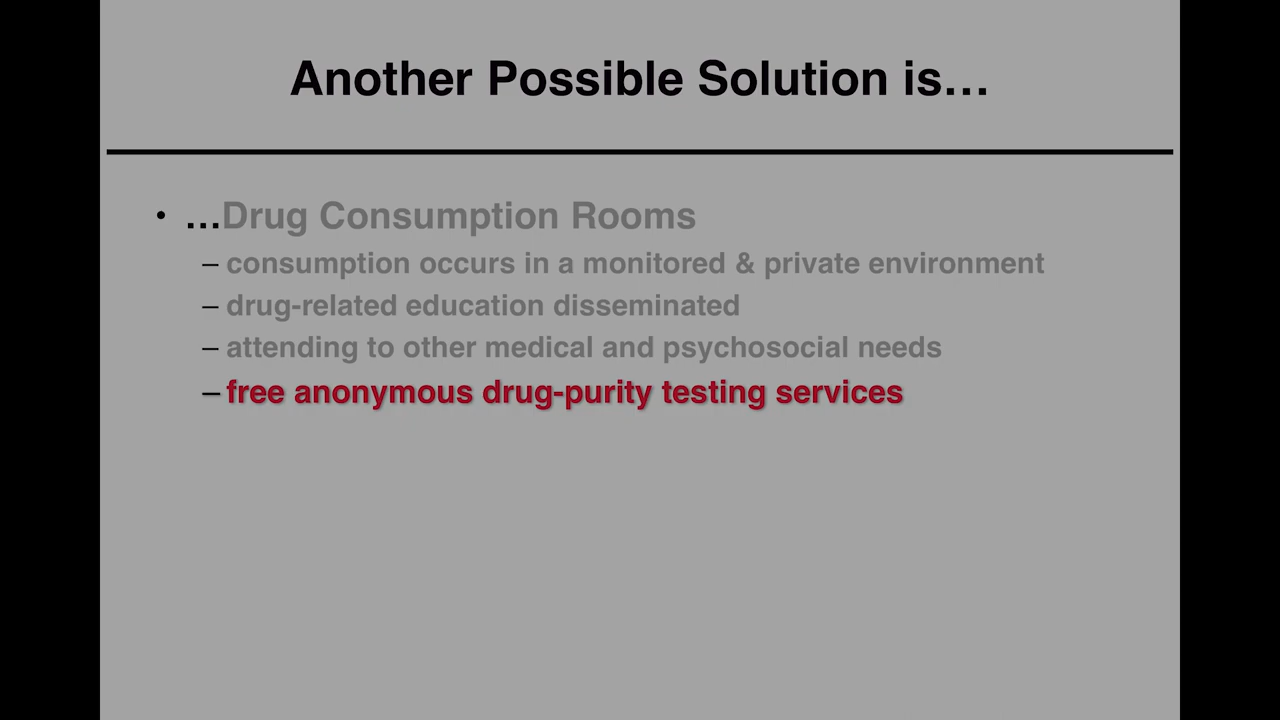 Another Possible Solution is…
• …Drug Consumption Rooms
– consumption occurs in a monitored & private environment
– drug-related education disseminated
– attending to other medical and psychosocial needs
– free anonymous drug-purity testing services